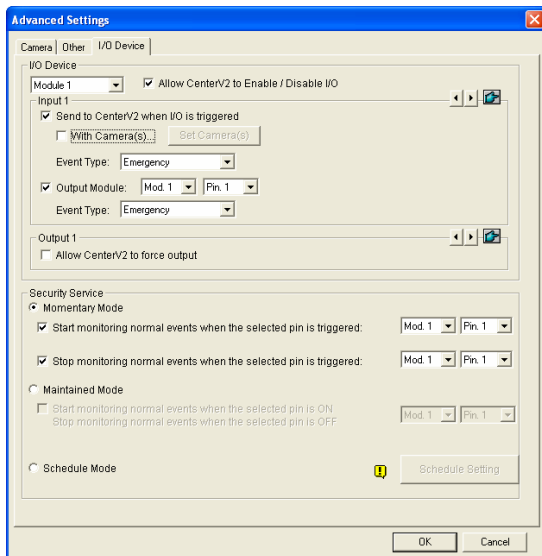 Advanced Settings
Camera Other I/O Device
I/O Device
Module 1 Allow CenterV2 to Enable / Disable I/O
Input 1
Send to CenterV2 when I/O is triggered
With Camera(s)... Set Camera(s)
Event Type: Emergency
Output Module: Mod. 1 Pin. 1
Event Type: Emergency
Output 1
Allow CenterV2 to force output
Security Service
Momentary Mode
Start monitoring normal events when the selected pin is triggered: Mod. 1 Pin. 1
Stop monitoring normal events when the selected pin is triggered: Mod. 1 Pin. 1
Maintained Mode
Start monitoring normal events when the selected pin is ON
Stop monitoring normal events when the selected pin is OFF
Mod. 1 Pin. 1
Schedule Mode Schedule Setting
OK Cancel